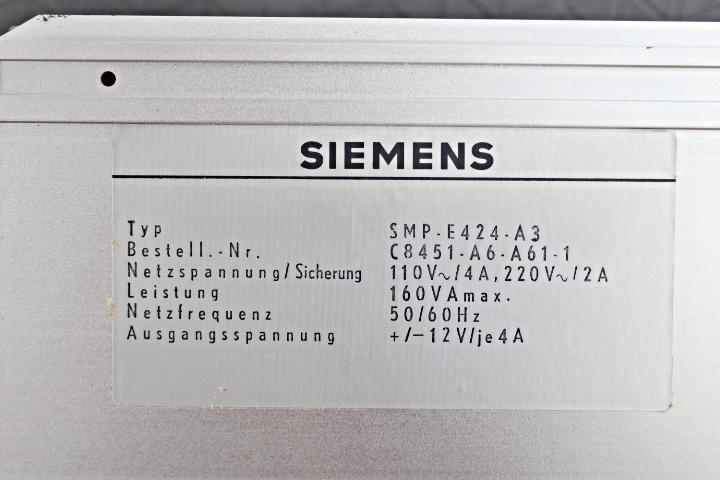 SIEMENS
Typ SMP-E424-A3
Bestell.-Nr. C8451-A6-A61-1
Netzspannung/Sicherung 110V~/4A,220V~/2A
Leistung 160VAmax.
Netzfrequenz 50/60Hz
Ausgangsspannung +/-12V/je4A